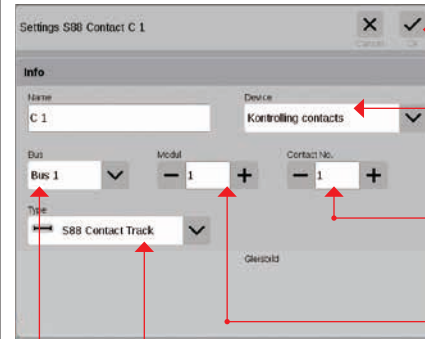 Settings S88 Contact C 1
Cancel
Ok
Info
Name
Device
C 1
Kontrolling contacts
Bus
Modul
Contact No.
Bus 1
1
1
Type
S88 Contact Track
Gleisbild